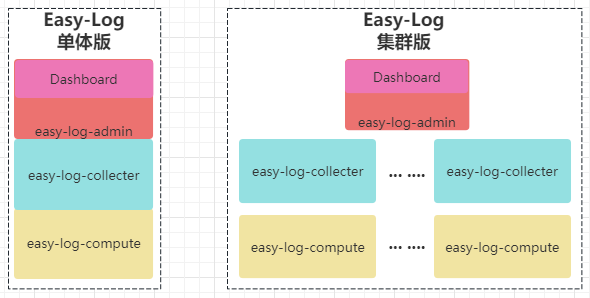 Easy-Log
单体版
Dashboard
easy-log-admin
easy-log-collecter
easy-log-compute
Easy-Log
集群版
Dashboard
easy-log-admin
easy-log-collecter ... .... easy-log-collecter
easy-log-compute ... .... easy-log-compute